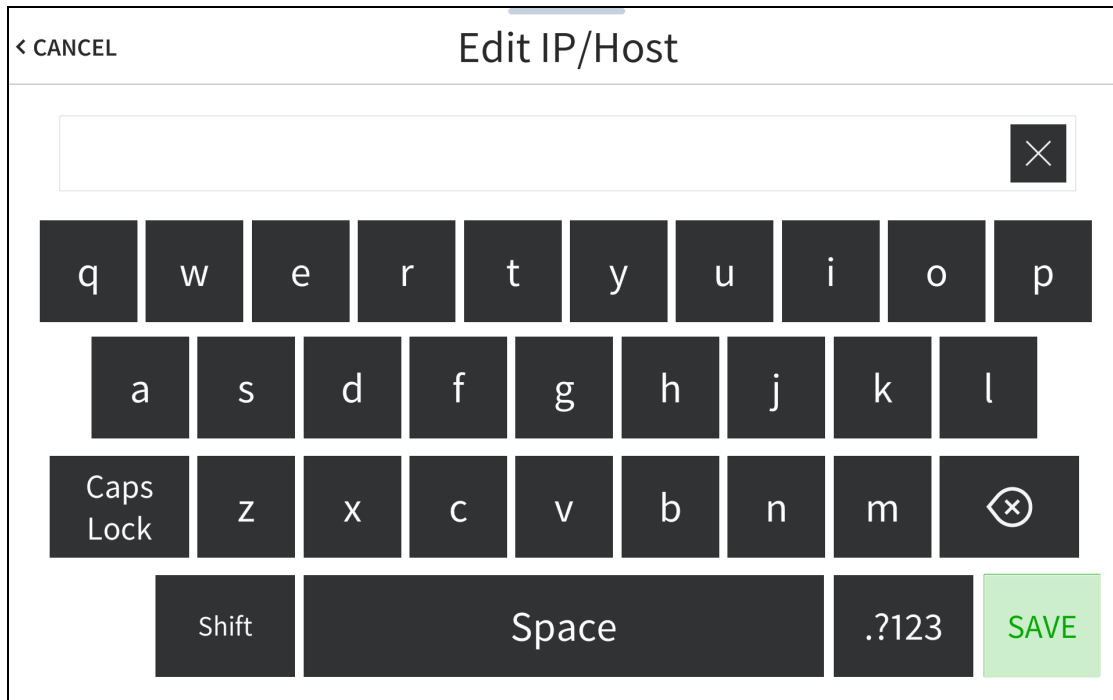 < CANCEL
Edit IP/Host
q w e r t y u i o p
a s d f g h j k l
Caps
Lock
z x c v b n m
Shift Space .?123 SAVE